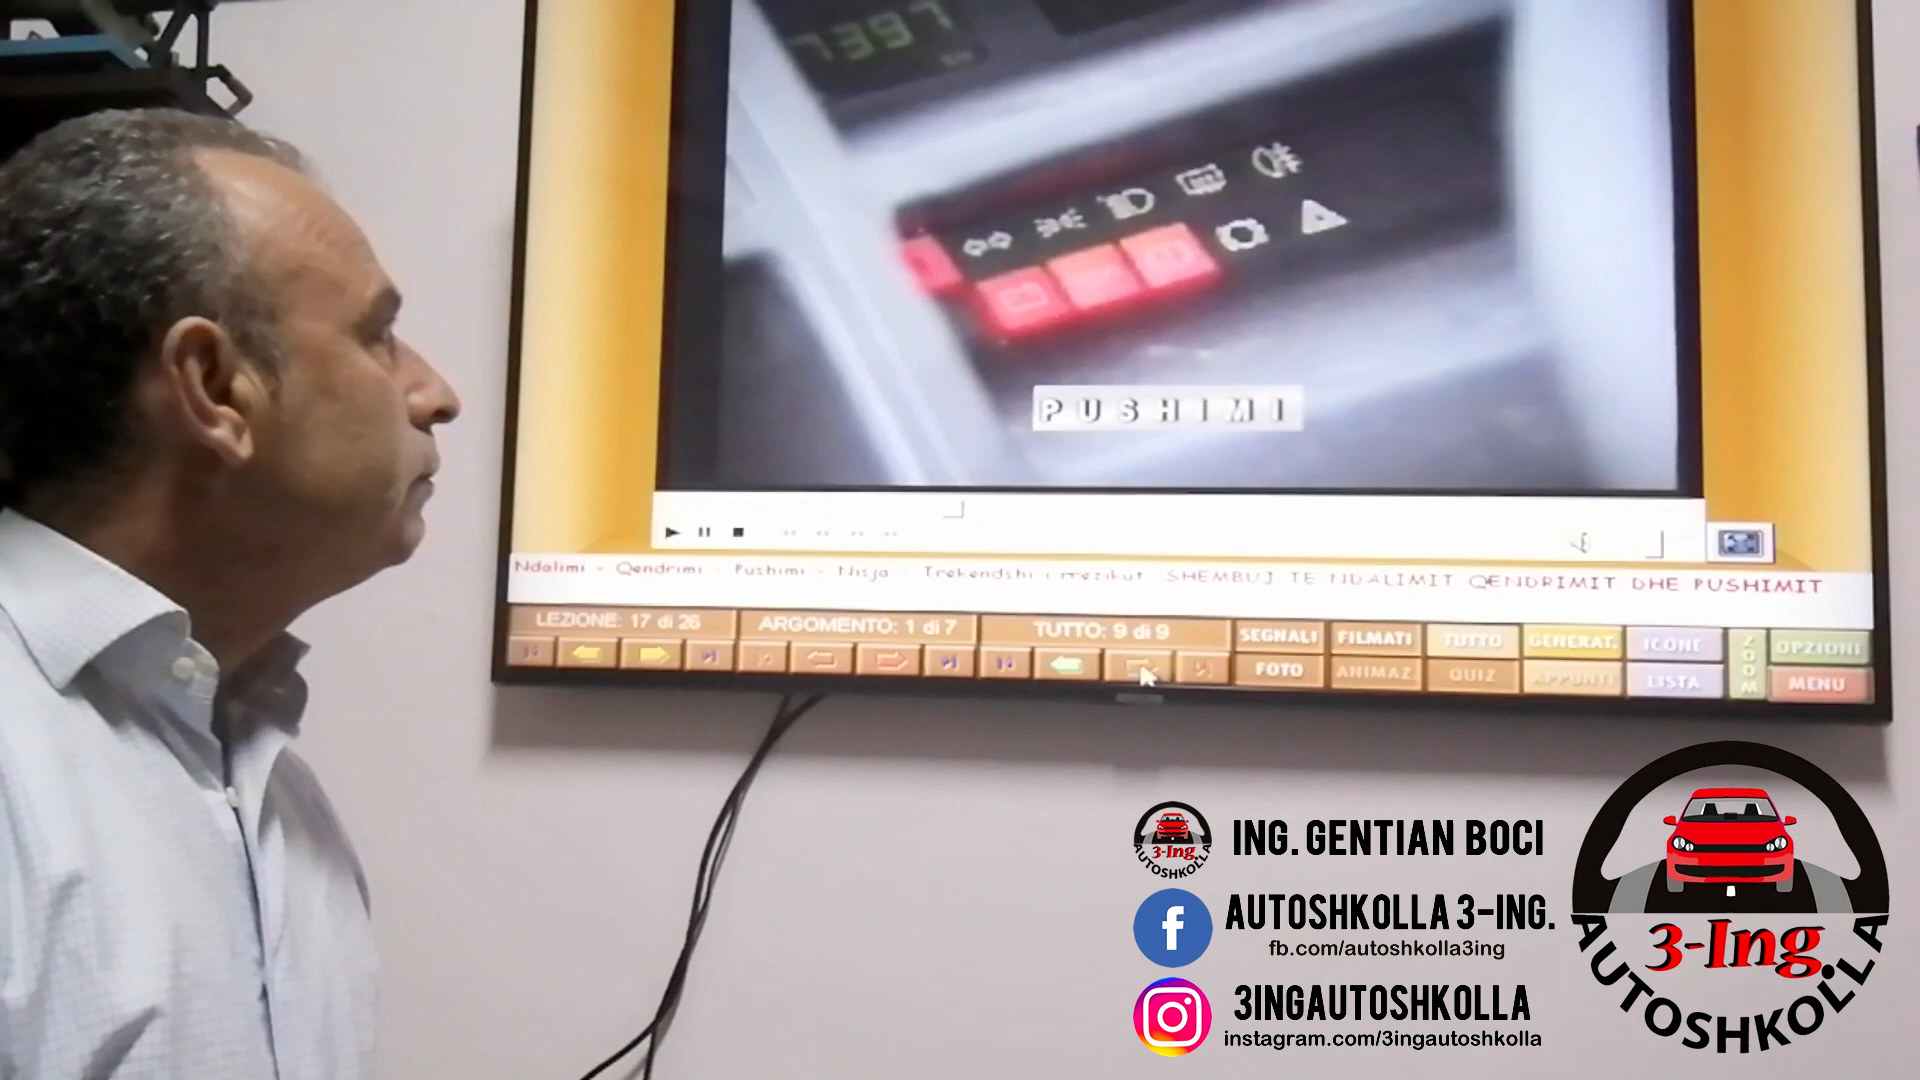 7397
PUSHIMI
Ndalimi - Qendrimi - Pushimi - Nisja - Trekendshi i rrezikut SHEMBUJ TE NDALIMIT QENDRIMIT DHE PUSHIMIT
LEZIONE: 17 di 26
ARGOMENTO: 1 di 7
TUTTO: 9 di 9
SEGNALI
FILMATI
TUTTO
GENERAT.
ICONE
ZOOM
OPZIONI
FOTO
ANIMAZ.
QUIZ
APPUNTI
LISTA
MENU
3-Ing.
AUTOSHKOLLA
ING. GENTIAN BOCI
AUTOSHKOLLA 3-ING.
fb.com/autoshkolla3ing
3INGAUTOSHKOLLA
instagram.com/3ingautoshkolla
3-Ing.
AUTOSHKOLLA